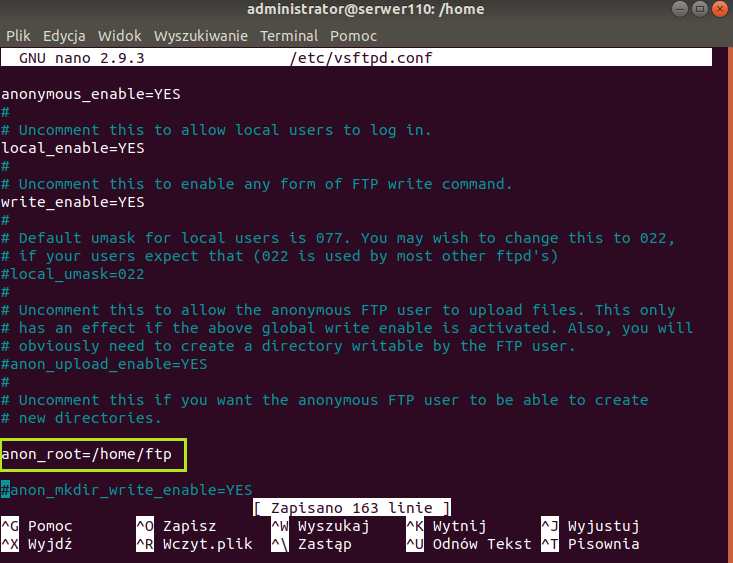 administrator@serwer110: /home
Plik Edycja Widok Wyszukiwanie Terminal Pomoc
GNU nano 2.9.3 /etc/vsftpd.conf
anonymous_enable=YES
#
# Uncomment this to allow local users to log in.
local_enable=YES
#
# Uncomment this to enable any form of FTP write command.
write_enable=YES
#
# Default umask for local users is 077. You may wish to change this to 022,
# if your users expect that (022 is used by most other ftpd's)
#local_umask=022
#
# Uncomment this to allow the anonymous FTP user to upload files. This only
# has an effect if the above global write enable is activated. Also, you will
# obviously need to create a directory writable by the FTP user.
#anon_upload_enable=YES
#
# Uncomment this if you want the anonymous FTP user to be able to create
# new directories.
anon_root=/home/ftp
#anon_mkdir_write_enable=YES
[ Zapisano 163 linie ]
^G Pomoc ^O Zapisz ^W Wyszukaj ^K Wytnij ^J Wyjustuj
^X Wyjdź ^R Wczyt.plik ^\ Zastąp ^U Odnów Tekst ^T Pisownia